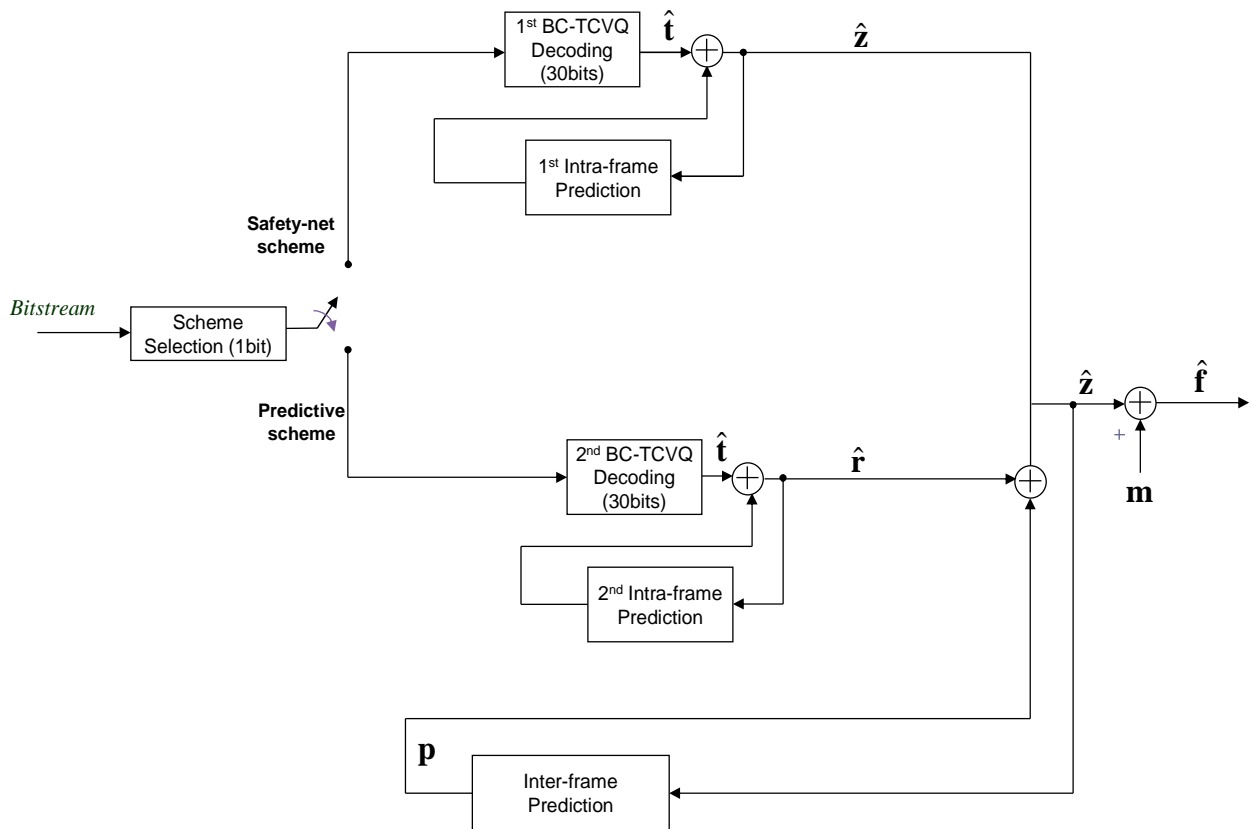 1st BC-TCVQ
Decoding
(30bits)
t̂
+
ẑ
1st Intra-frame
Prediction
Safety-net
scheme
Bitstream
Scheme
Selection (1bit)
Predictive
scheme
2nd BC-TCVQ
Decoding
(30bits)
t̂
+
r̂
+
ẑ
+
f̂
+
m
2nd Intra-frame
Prediction
p
Inter-frame
Prediction